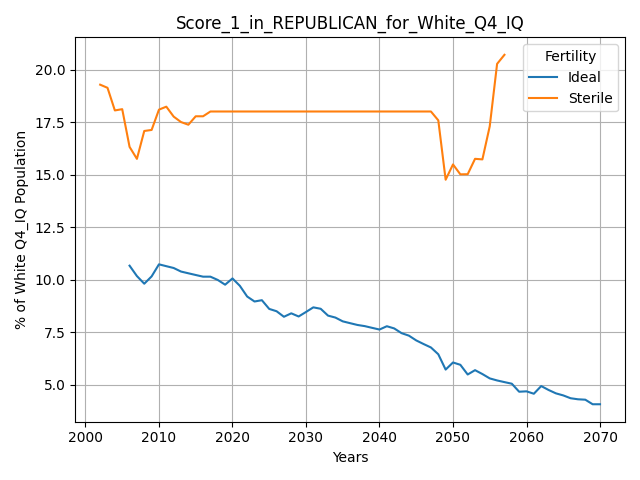 Score_1_in_REPUBLICAN_for_White_Q4_IQ
Fertility
Ideal
Sterile
% of White Q4_IQ Population
20.0
17.5
15.0
12.5
10.0
7.5
5.0
2000 2010 2020 2030 2040 2050 2060 2070
Years